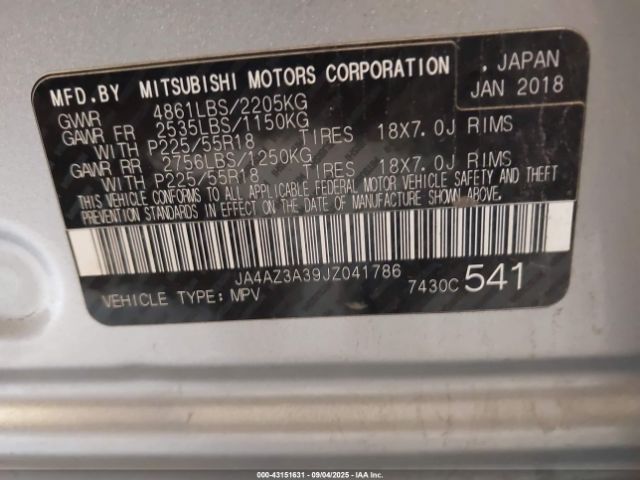 MFD.BY MITSUBISHI MOTORS CORPORATION . JAPAN
JAN 2018
GVWR 4861LBS/2205KG
GAWR FR 2535LBS/1150KG
WITH P225/55R18 TIRES 18X7.0J RIMS
GAWR RR 2756LBS/1250KG
WITH P225/55R18 TIRES 18X7.0J RIMS
THIS VEHICLE CONFORMS TO ALL APPLICABLE FEDERAL MOTOR VEHICLE SAFETY AND THEFT
PREVENTION STANDARDS IN EFFECT ON THE DATE OF MANUFACTURE SHOWN ABOVE.
JA4AZ3A39JZ041786
VEHICLE TYPE: MPV 7430C 541
000-43151631 - 09/04/2025 - IAA Inc.